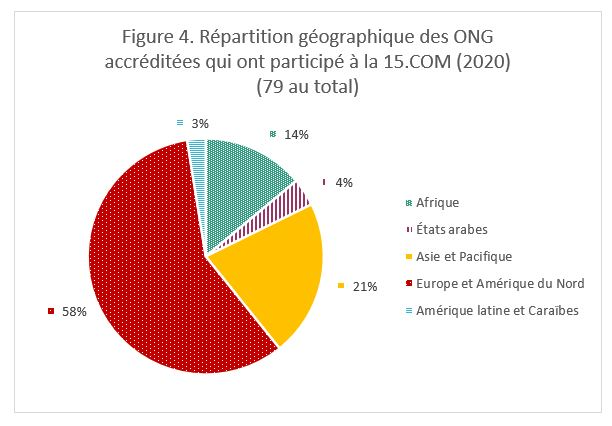 Figure 4. Répartition géographique des ONG
accréditées qui ont participé à la 15.COM (2020)
(79 au total)
3%
14%
4%
Afrique
États arabes
Asie et Pacifique
21%
Europe et Amérique du Nord
58%
Amérique latine et Caraïbes